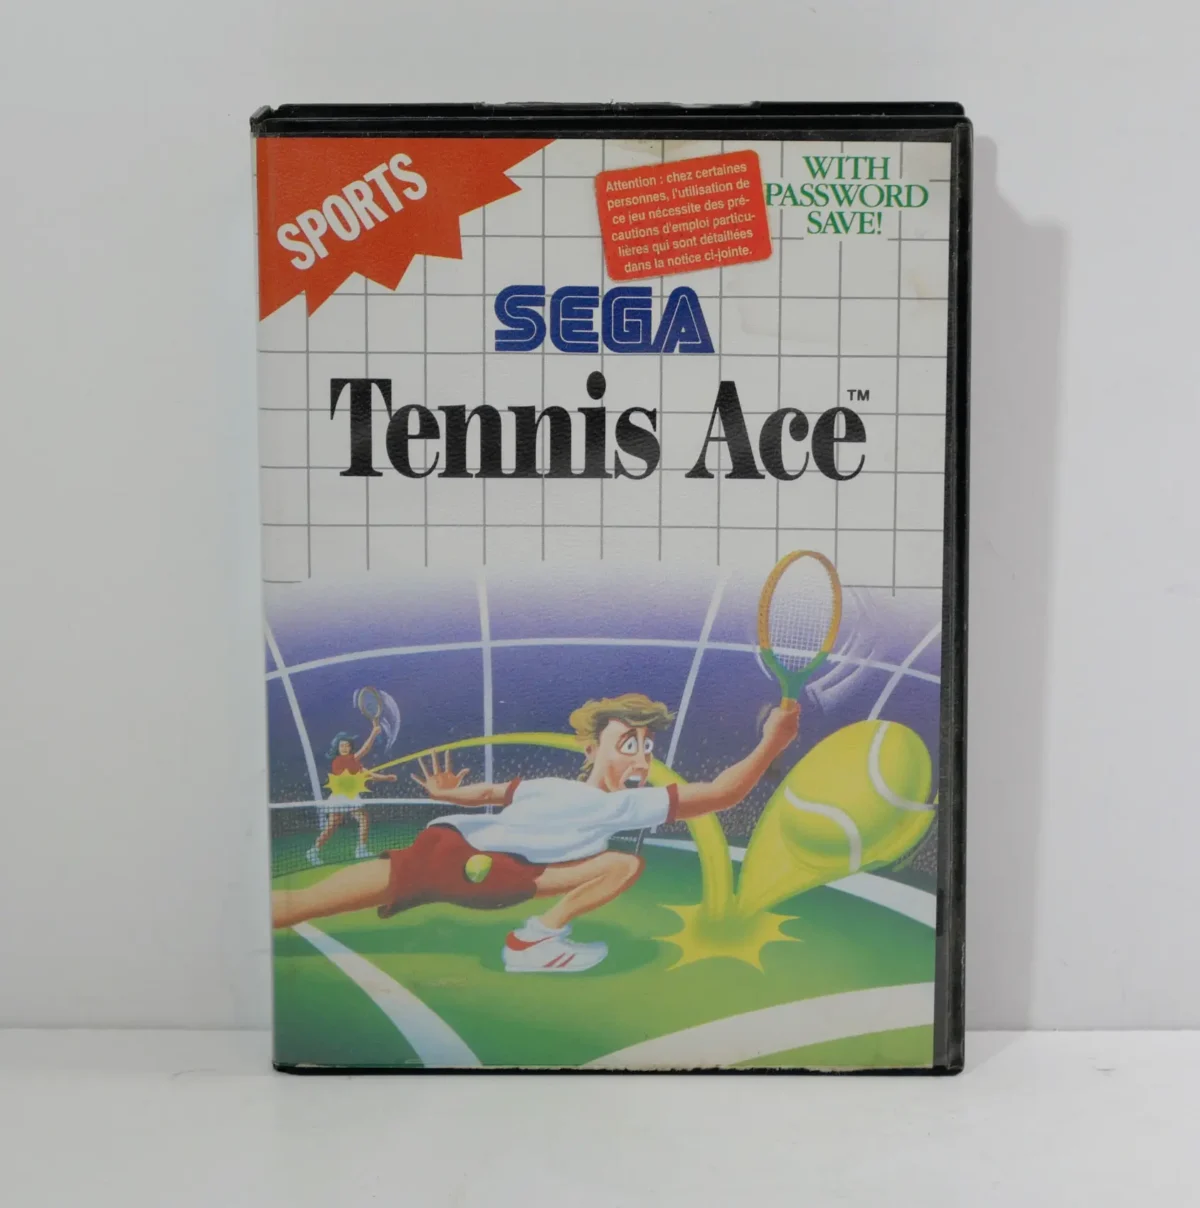 SPORTS
Attention : chez certaines
personnes, l'utilisation de
ce jeu nécessite des pré-
cautions d'emploi particu-
lières qui sont détaillées
dans la notice ci-jointe.
WITH
PASSWORD
SAVE!
SEGA
Tennis Ace™